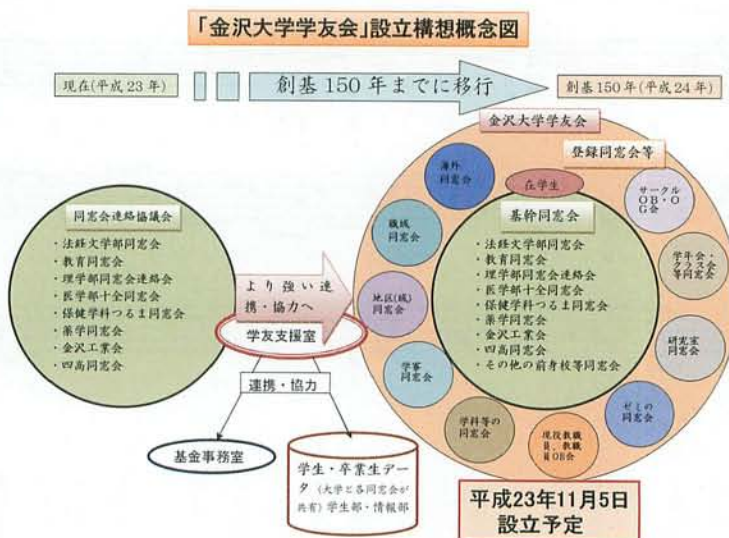 「金沢大学学友会」設立構想概念図
現在(平成23年)
創基150年までに移行
創基150年(平成24年)
金沢大学学友会
登録同窓会等
同窓会連絡協議会
・法経文学部同窓会
・教育同窓会
・理学部同窓会連絡会
・医学部十全同窓会
・保健学科つるま同窓会
・薬学同窓会
・金沢工業会
・四高同窓会
より強い連
携・協力へ
学友支援室
連携・協力
基金事務室
学生・卒業生デー
タ (大学と各同窓会が
共有) 学生部・情報部
在学生
基幹同窓会
・法経文学部同窓会
・教育同窓会
・理学部同窓会連絡会
・医学部十全同窓会
・保健学科つるま同窓会
・薬学同窓会
・金沢工業会
・四高同窓会
・その他の前身校等同窓会
海外
同窓会
職域
同窓会
地区(域)
同窓会
学寮
同窓会
学科等の
同窓会
現役教職
員、教職
員OB会
ゼミの
同窓会
研究室
同窓会
学年会・
クラス会
等同窓会
サークル
OB・O
G会
平成23年11月5日
設立予定